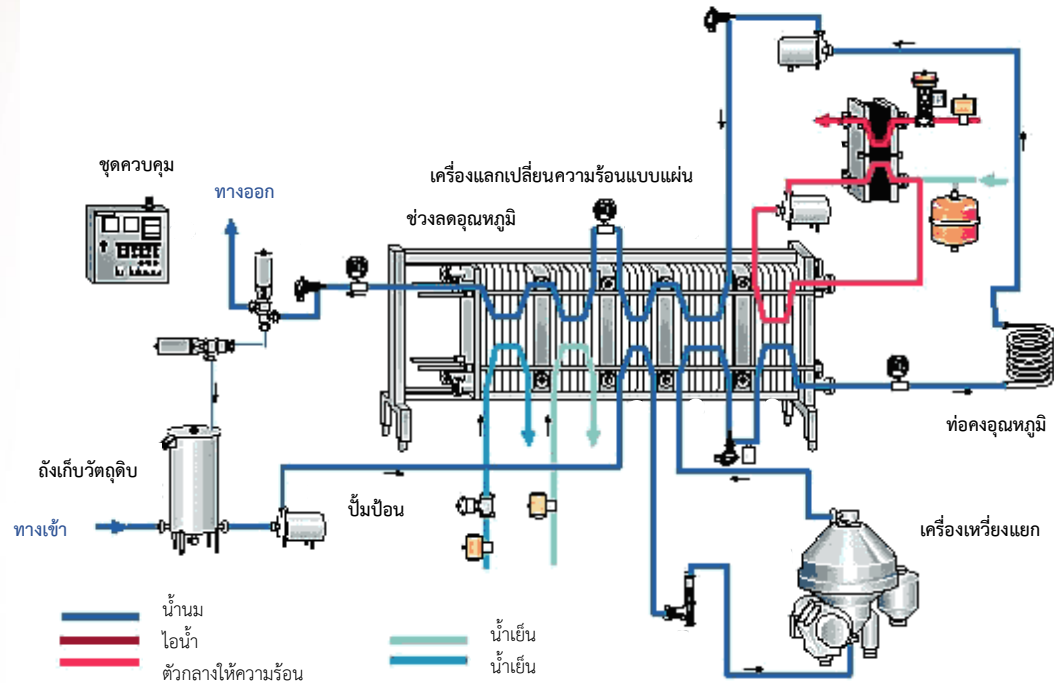 ชุดควบคุม
ทางออก
เครื่องแลกเปลี่ยนความร้อนแบบแผ่น
ช่วงลดอุณหภูมิ
ท่อคงอุณหภูมิ
ถังเก็บวัตถุดิบ
ทางเข้า
ปั้มป้อน
เครื่องเหวี่ยงแยก
น้ำนม
ไอน้ำ
ตัวกลางให้ความร้อน
น้ำเย็น
น้ำเย็น